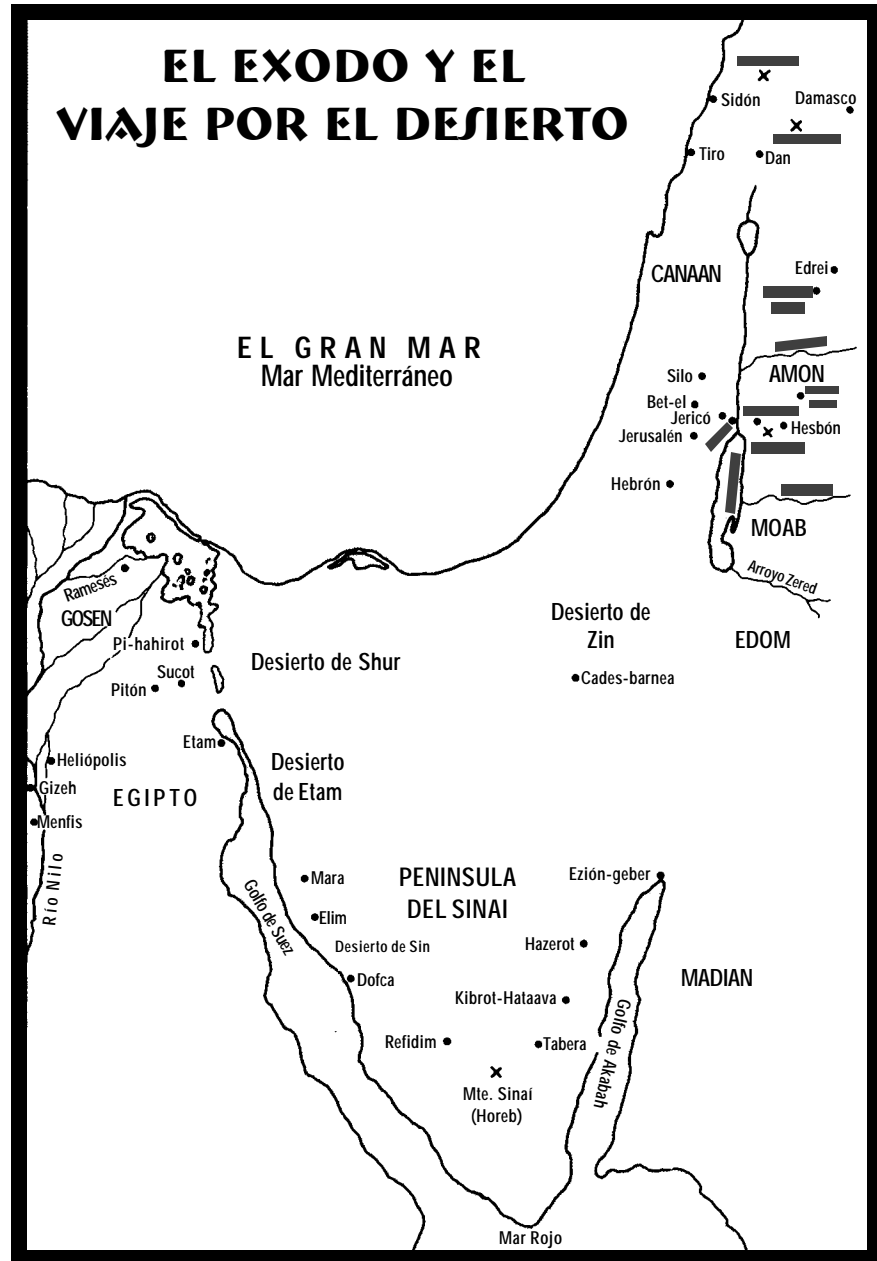 EL EXODO Y EL
VIAJE POR EL DESIERTO
Sidón
Damasco
Tiro
Dan
CANAAN
Edrei
EL GRAN MAR
Mar Mediterráneo
AMON
Silo
Bet-el
Jericó
Hesbón
Jerusalén
Hebrón
MOAB
Arroyo Zered
Ramesés
GOSEN
Desierto de
Zin
EDOM
Pi-hahirot
Desierto de Shur
Sucot
Pitón
Cades-barnea
Etam
Heliópolis
Desierto
de Etam
Gizeh
EGIPTO
Menfis
Río Nilo
Mara
PENINSULA
DEL SINAI
Ezión-geber
Golfo de Suez
Elim
Desierto de Sin
Hazerot
Dofca
MADIAN
Kibrot-Hataava
Golfo de Akabah
Refidim
Tabera
Mte. Sinaí
(Horeb)
Mar Rojo